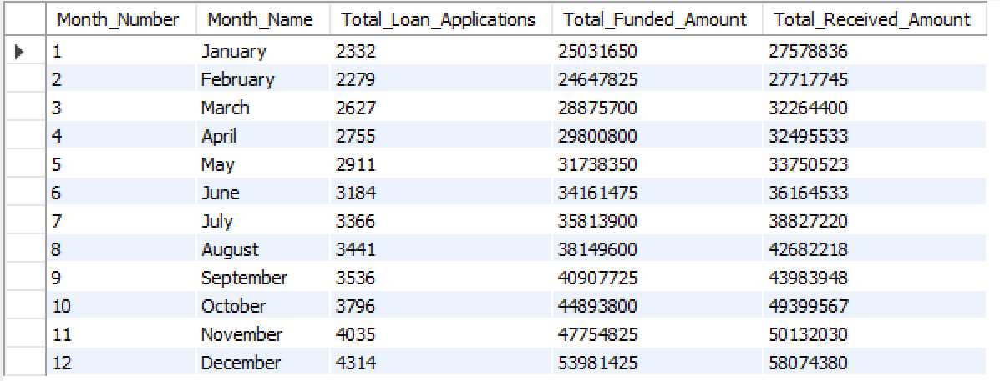 Month_Number Month_Name Total_Loan_Applications Total_Funded_Amount Total_Received_Amount
1 January 2332 25031650 27578836
2 February 2279 24647825 27717745
3 March 2627 28875700 32264400
4 April 2755 29800800 32495533
5 May 2911 31738350 33750523
6 June 3184 34161475 36164533
7 July 3366 35813900 38827220
8 August 3441 38149600 42682218
9 September 3536 40907725 43983948
10 October 3796 44893800 49399567
11 November 4035 47754825 50132030
12 December 4314 53981425 58074380